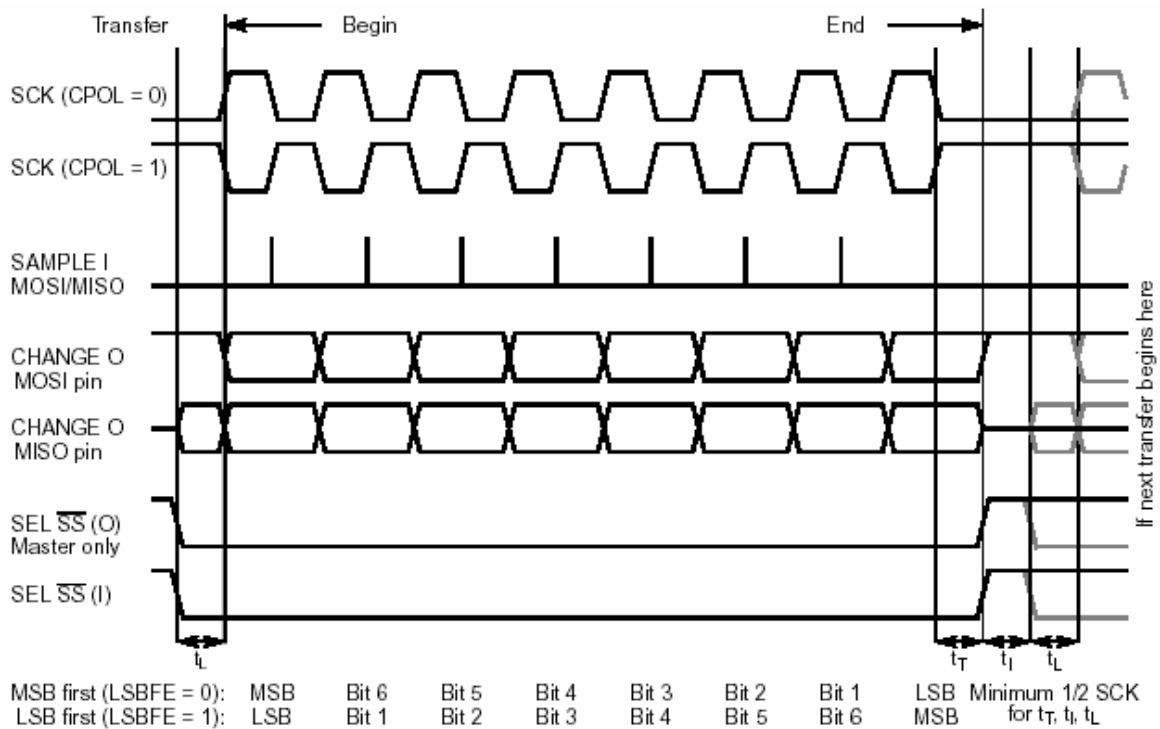 Transfer Begin End
SCK (CPOL = 0)
SCK (CPOL = 1)
SAMPLE I
MOSI/MISO
CHANGE O
MOSI pin
CHANGE O
MISO pin
SEL SS (O)
Master only
SEL SS (I)
tL tT tI tL
If next transfer begins here
MSB first (LSBFE = 0): MSB Bit 6 Bit 5 Bit 4 Bit 3 Bit 2 Bit 1 LSB Minimum 1/2 SCK
LSB first (LSBFE = 1): LSB Bit 1 Bit 2 Bit 3 Bit 4 Bit 5 Bit 6 MSB for tT, tI, tL